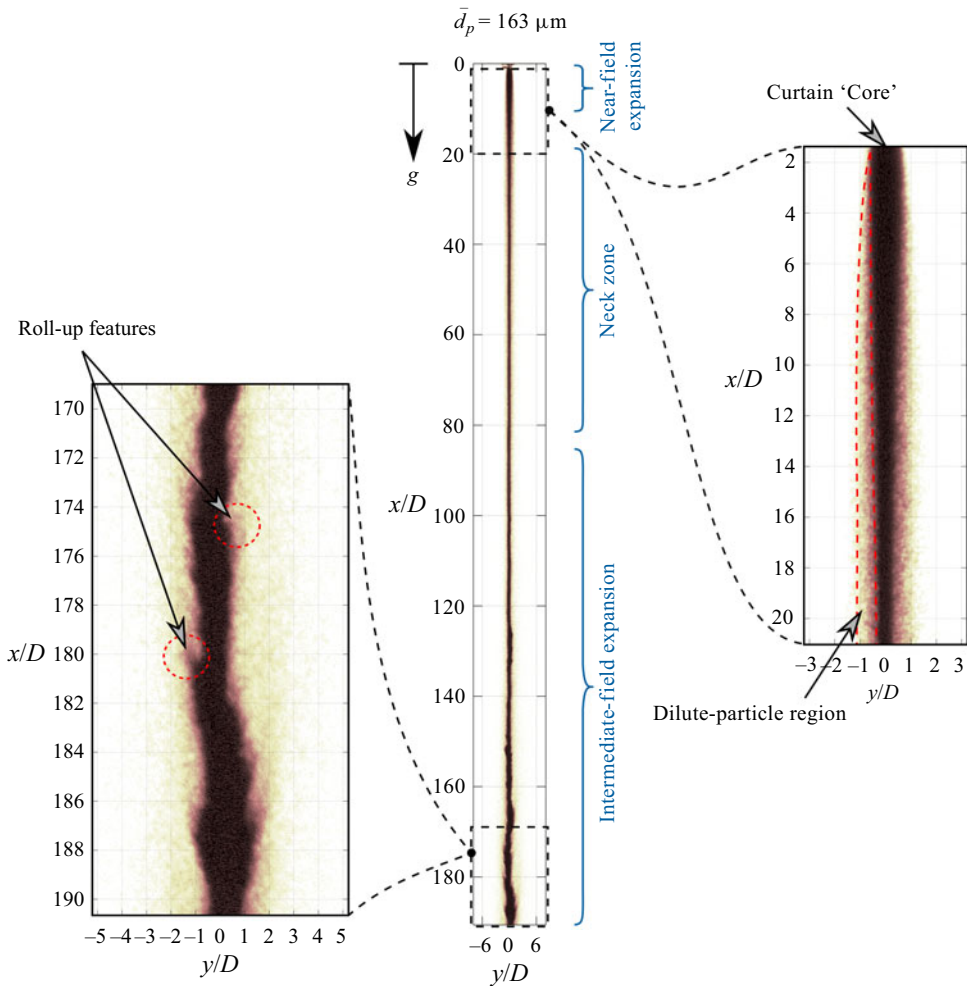 d̄ₚ = 163 μm
0
20
40
60
80
100
120
140
160
180
x/D
–6 0 6
y/D
g
Near-field
expansion
Neck zone
Intermediate-field expansion
Curtain ‘Core’
2
4
6
8
10
12
14
16
18
20
x/D
–3 –2 –1 0 1 2 3
y/D
Dilute-particle region
Roll-up features
170
172
174
176
178
180
182
184
186
188
190
x/D
–5 –4 –3 –2 –1 0 1 2 3 4 5
y/D